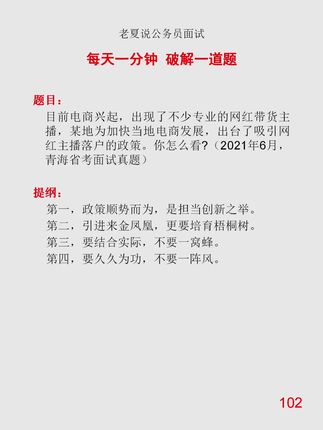 老夏说公务员面试
每天一分钟 破解一道题
题目：
目前电商兴起，出现了不少专业的网红带货主
播，某地为加快当地电商发展，出台了吸引网
红主播落户的政策。你怎么看?（2021年6月，
青海省考面试真题）
提纲：
第一，政策顺势而为，是担当创新之举。
第二，引进来金凤凰，更要培育梧桐树。
第三，要结合实际，不要一窝蜂。
第四，要久久为功，不要一阵风。
102